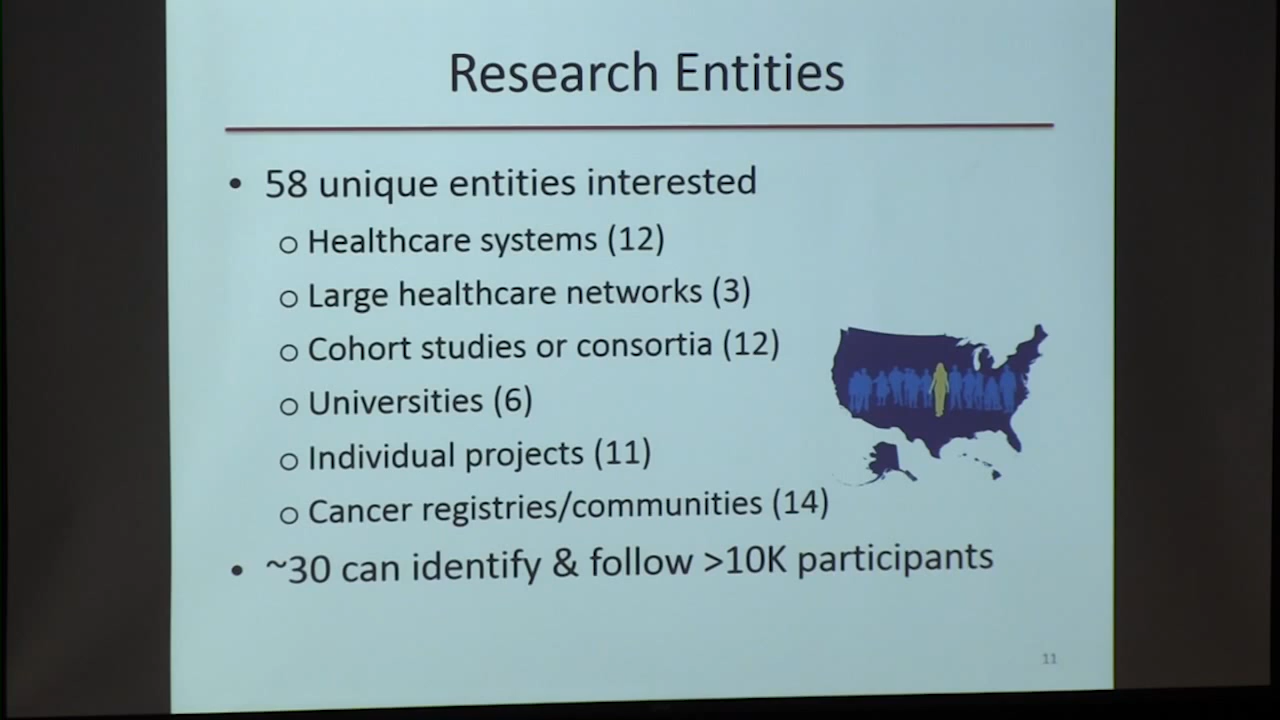 Research Entities
• 58 unique entities interested
o Healthcare systems (12)
o Large healthcare networks (3)
o Cohort studies or consortia (12)
o Universities (6)
o Individual projects (11)
o Cancer registries/communities (14)
• ~30 can identify & follow >10K participants
11